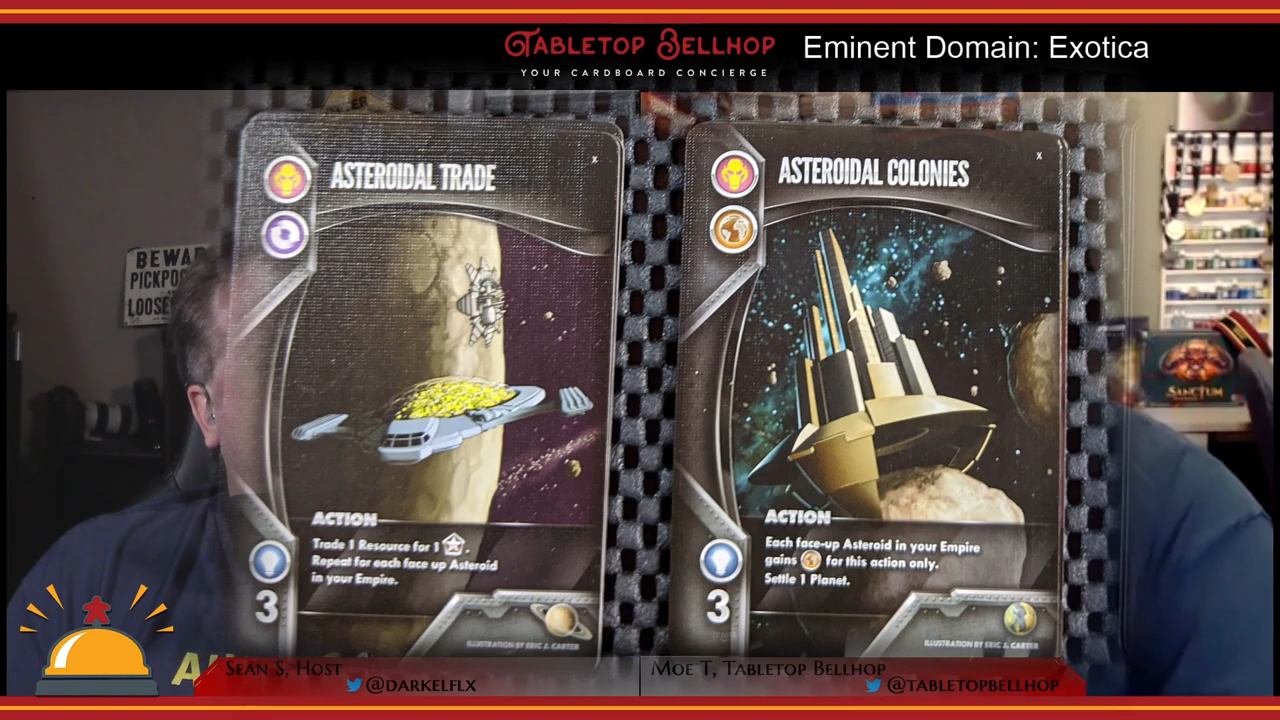 TABLETOP BELLHOP
YOUR CARDBOARD CONCIERGE
Eminent Domain: Exotica
BEWA
PICKPO
LOOSE
ASTEROIDAL TRADE
X
ACTION
Trade 1 Resource for 1 .
Repeat for each face up Asteroid
in your Empire.
3
ILLUSTRATION BY ERIC J. CARTER
ASTEROIDAL COLONIES
X
ACTION
Each face-up Asteroid in your Empire
gains for this action only.
Settle 1 Planet.
3
ILLUSTRATION BY ERIC J. CARTER
SANCTUM
SEAN S, HOST
@DARKELFLX
MOE T, TABLETOP BELLHOP
@TABLETOPBELLHOP